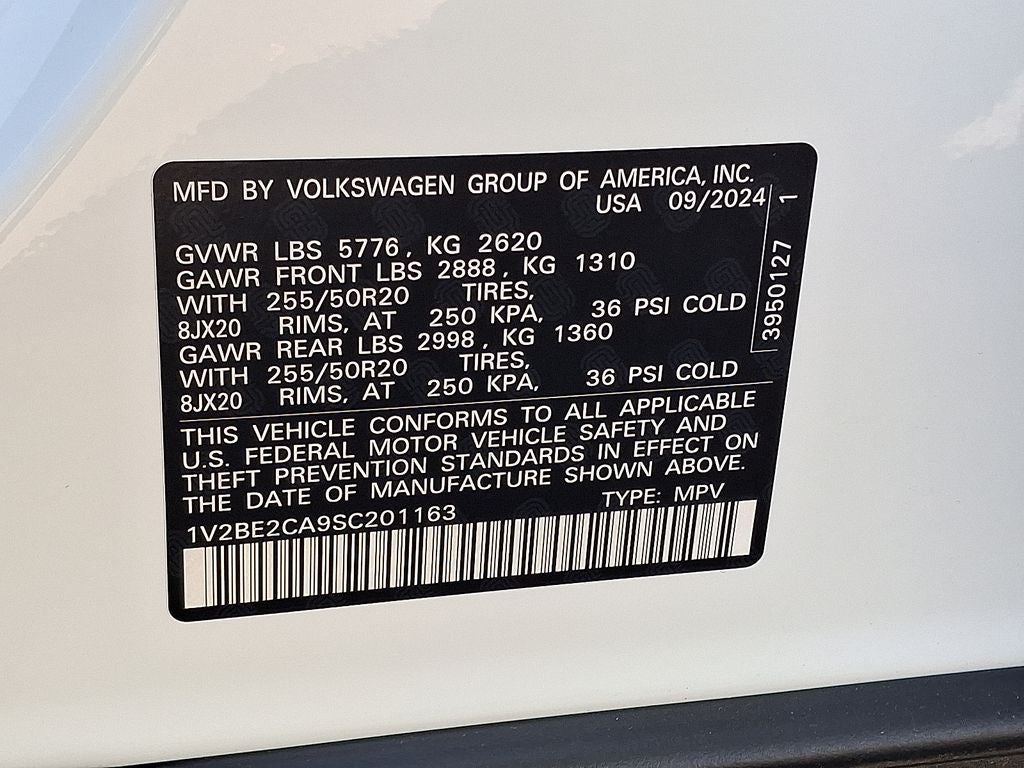 MFD BY VOLKSWAGEN GROUP OF AMERICA, INC.
USA 09/2024
GVWR LBS 5776, KG 2620
GAWR FRONT LBS 2888, KG 1310
WITH 255/50R20 TIRES,
8JX20 RIMS, AT 250 KPA, 36 PSI COLD
GAWR REAR LBS 2998, KG 1360
WITH 255/50R20 TIRES,
8JX20 RIMS, AT 250 KPA, 36 PSI COLD
3950127 1
THIS VEHICLE CONFORMS TO ALL APPLICABLE
U.S. FEDERAL MOTOR VEHICLE SAFETY AND
THEFT PREVENTION STANDARDS IN EFFECT ON
THE DATE OF MANUFACTURE SHOWN ABOVE.
1V2BE2CA9SC201163 TYPE: MPV